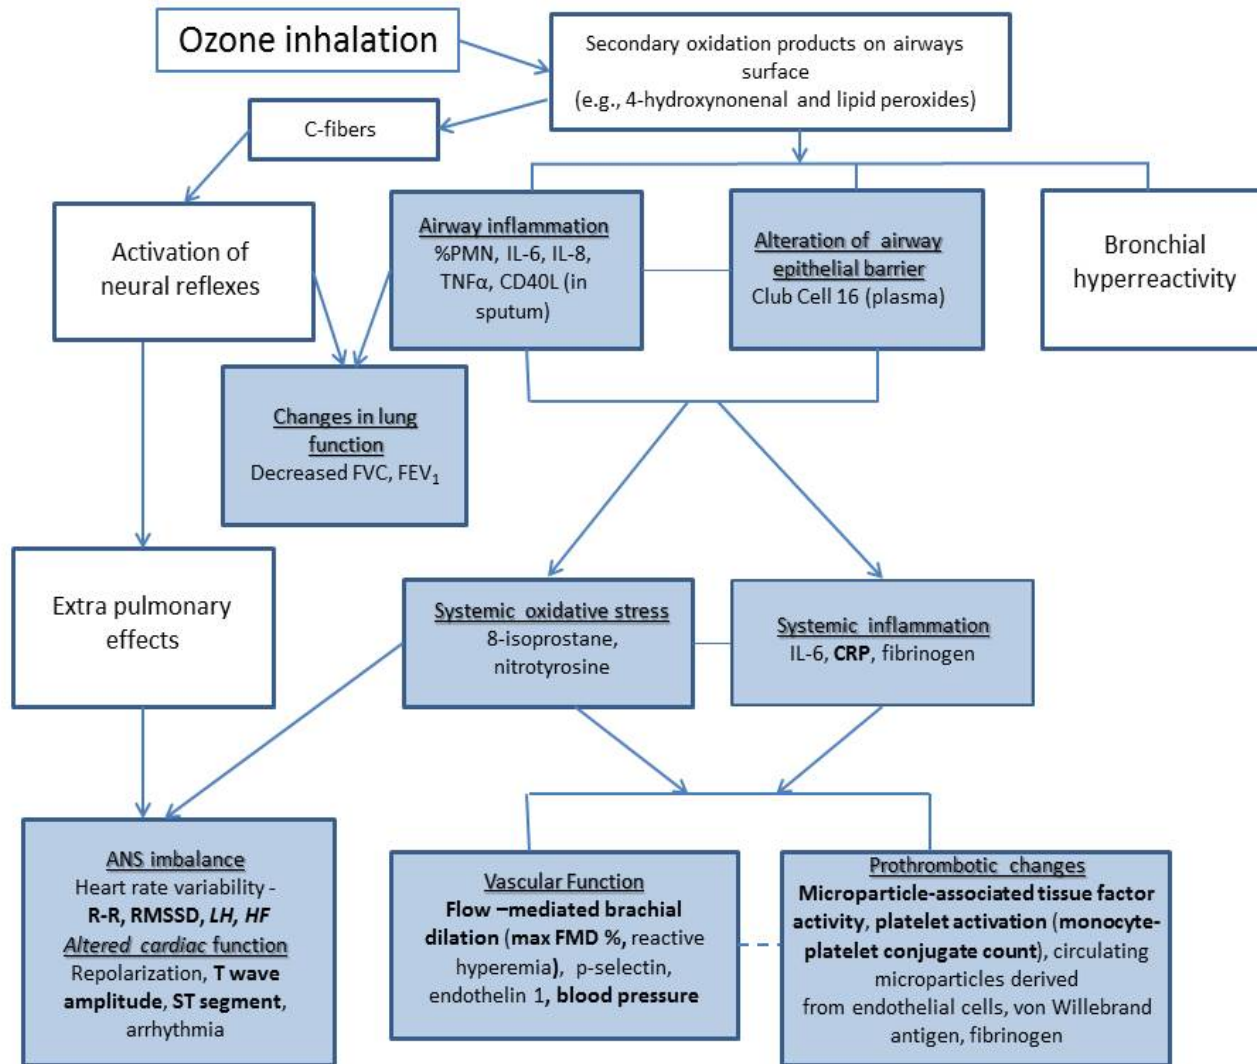 Ozone inhalation
Secondary oxidation products on airways
surface
(e.g., 4-hydroxynonenal and lipid peroxides)
C-fibers
Activation of
neural reflexes
Airway inflammation
%PMN, IL-6, IL-8,
TNFα, CD40L (in
sputum)
Alteration of airway
epithelial barrier
Club Cell 16 (plasma)
Bronchial
hyperreactivity
Changes in lung
function
Decreased FVC, FEV₁
Extra pulmonary
effects
Systemic oxidative stress
8-isoprostane,
nitrotyrosine
Systemic inflammation
IL-6, CRP, fibrinogen
ANS imbalance
Heart rate variability -
R-R, RMSSD, LH, HF
Altered cardiac function
Repolarization, T wave
amplitude, ST segment,
arrhythmia
Vascular Function
Flow –mediated brachial
dilation (max FMD %, reactive
hyperemia), p-selectin,
endothelin 1, blood pressure
Prothrombotic changes
Microparticle-associated tissue factor
activity, platelet activation (monocyte-
platelet conjugate count), circulating
microparticles derived
from endothelial cells, von Willebrand
antigen, fibrinogen